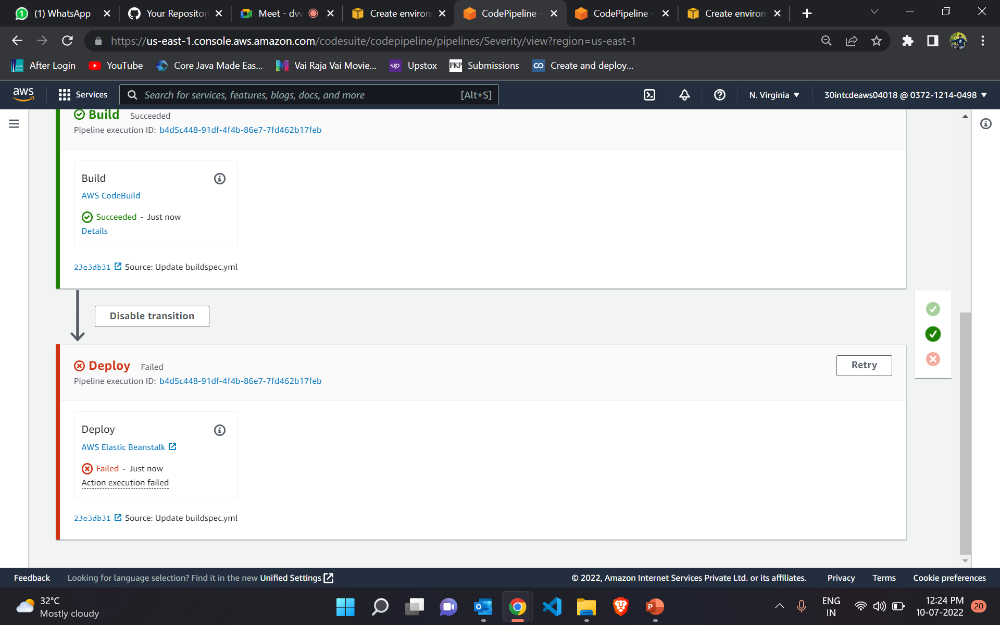 (1) WhatsApp
Your Repositori
Meet - dvv
Create environ
CodePipeline -
CodePipeline -
Create environ
https://us-east-1.console.aws.amazon.com/codesuite/codepipeline/pipelines/Severity/view?region=us-east-1
After Login
YouTube
Core Java Made Eas...
Vai Raja Vai Movie...
up
Upstox
PKP
Submissions
CO
Create and deploy...
aws
Services
Search for services, features, blogs, docs, and more
[Alt+S]
N. Virginia
30intcdeaws04018 @ 0372-1214-0498
Build
Succeeded
Pipeline execution ID: b4d5c448-91df-4f4b-86e7-7fd462b17feb
Build
AWS CodeBuild
Succeeded - Just now
Details
23e3db31 Source: Update buildspec.yml
Disable transition
Deploy
Failed
Retry
Pipeline execution ID: b4d5c448-91df-4f4b-86e7-7fd462b17feb
Deploy
AWS Elastic Beanstalk
Failed - Just now
Action execution failed
23e3db31 Source: Update buildspec.yml
Feedback
Looking for language selection? Find it in the new Unified Settings
© 2022, Amazon Internet Services Private Ltd. or its affiliates.
Privacy
Terms
Cookie preferences
32°C
Mostly cloudy
ENG
IN
12:24 PM
10-07-2022
20